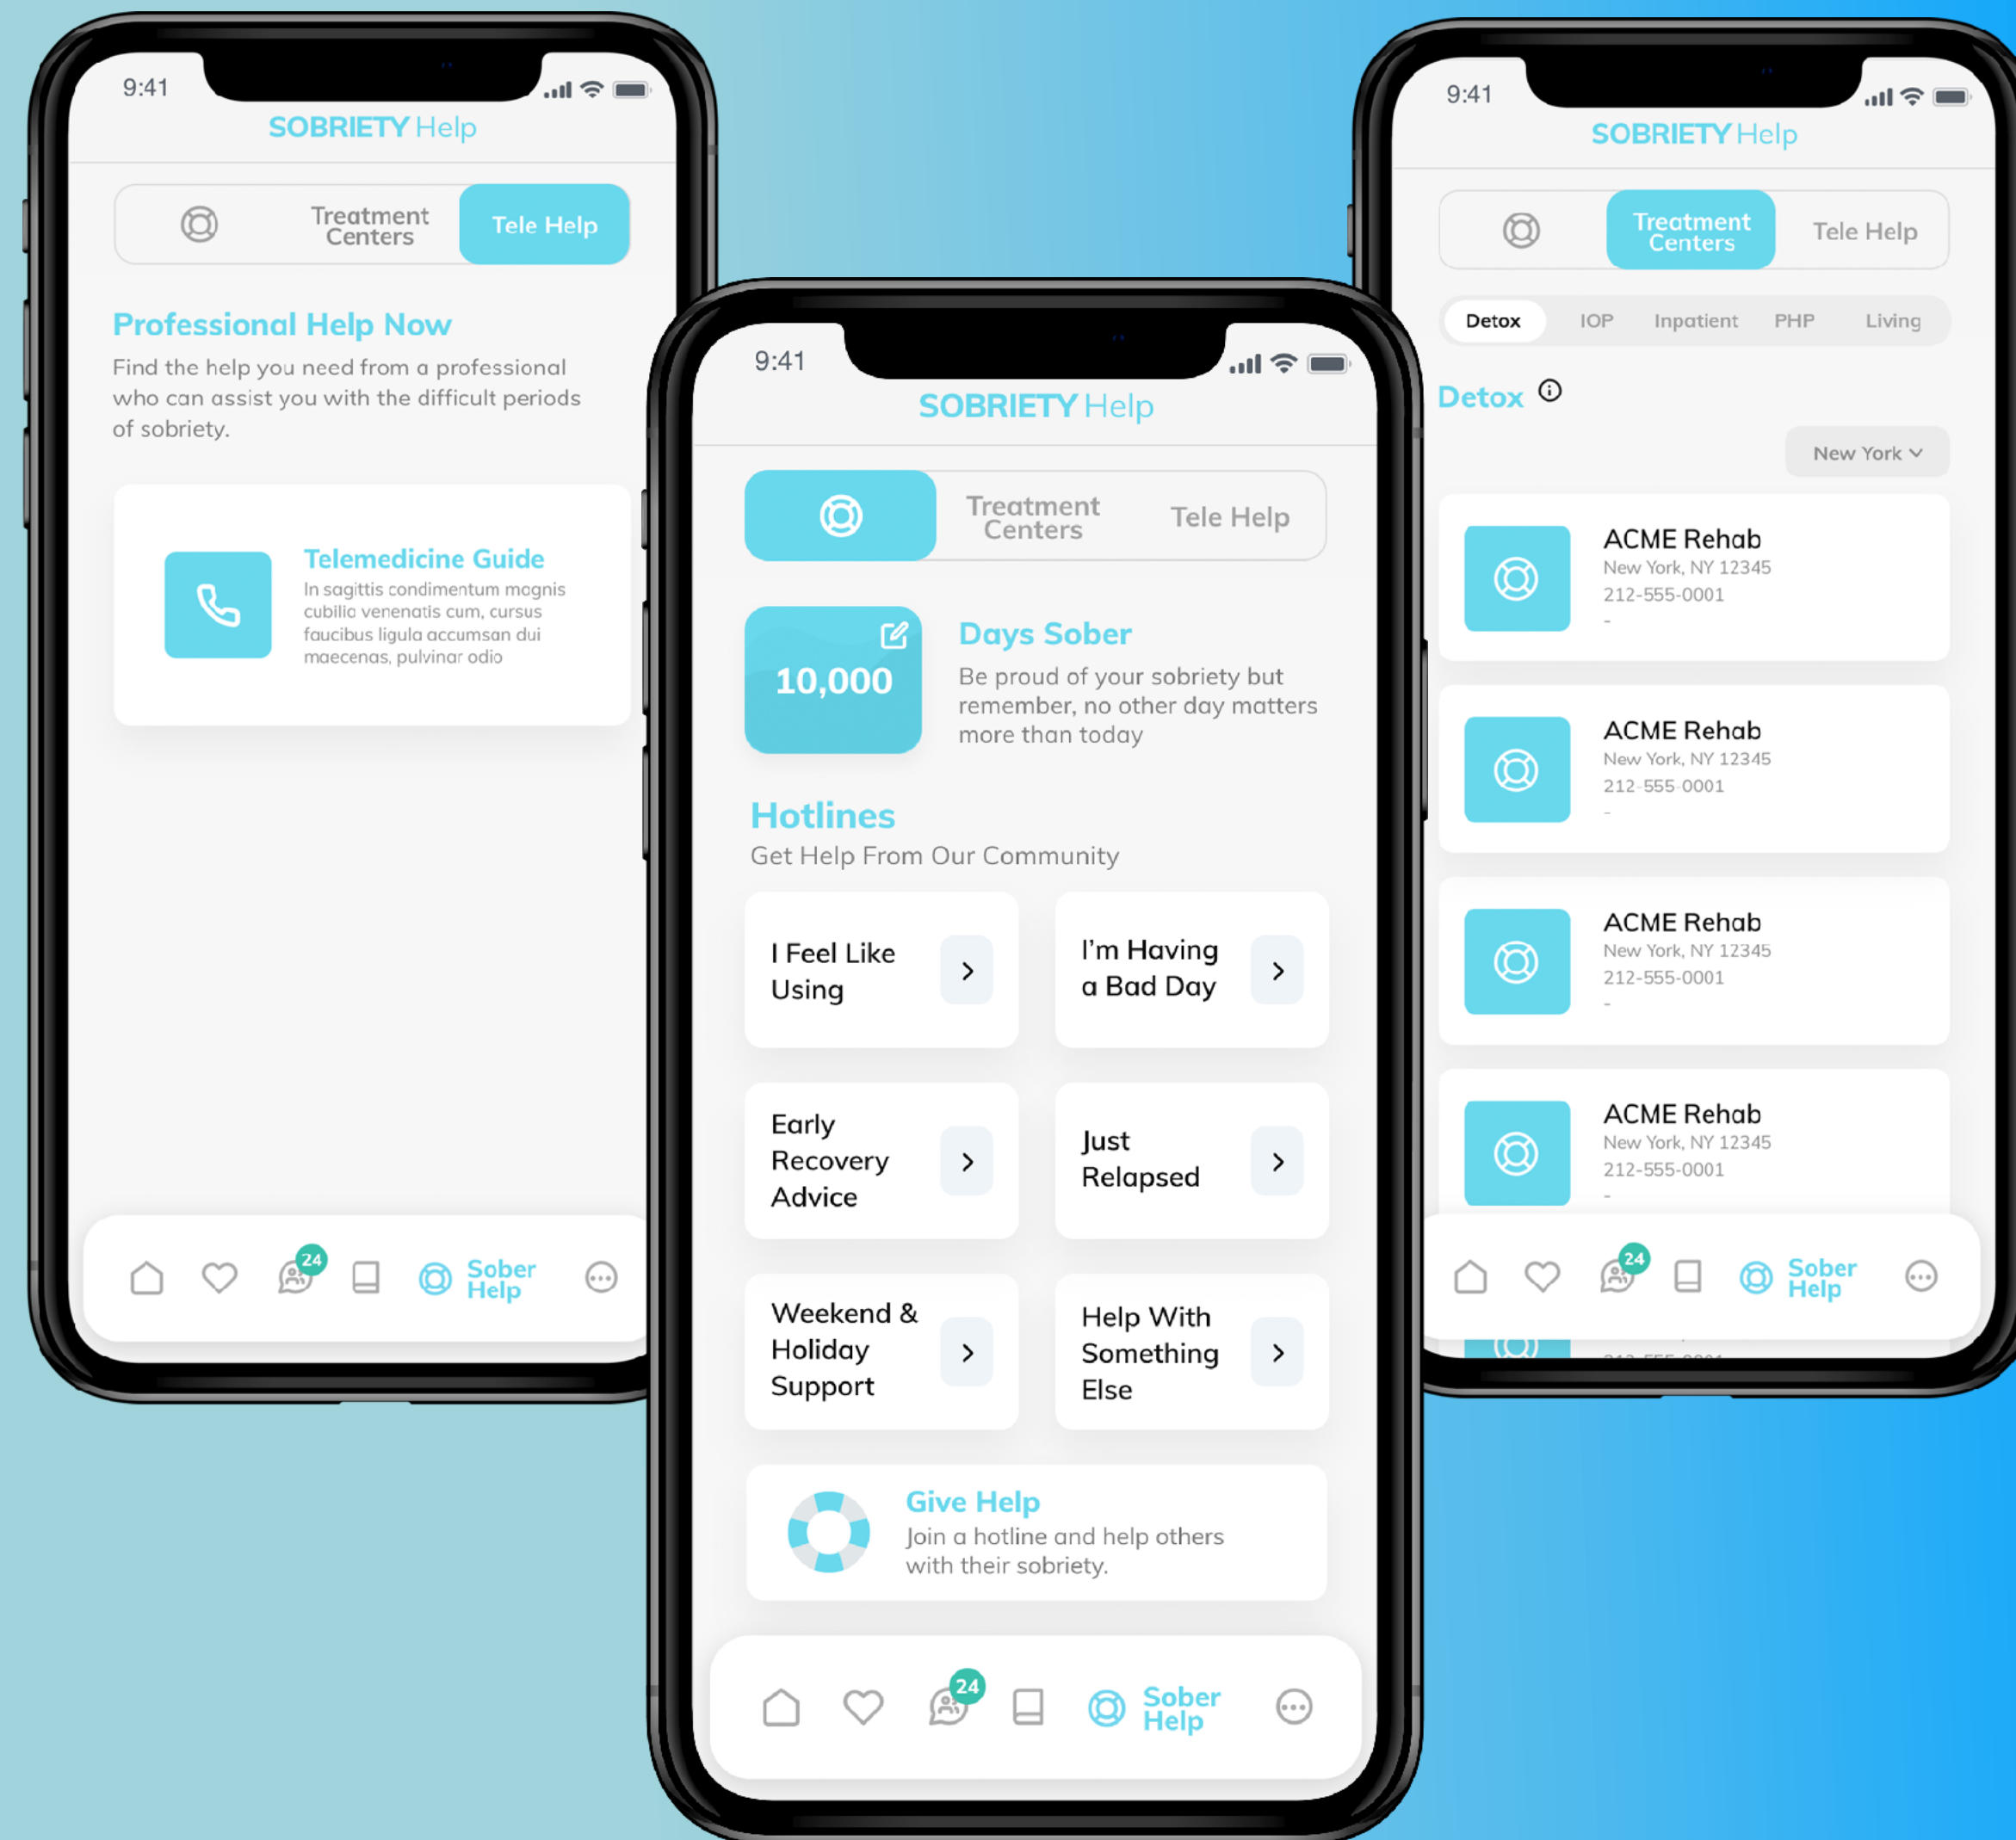 9:41
SOBRIETY Help
Treatment
Centers
Tele Help
Professional Help Now
Find the help you need from a professional
who can assist you with the difficult periods
of sobriety.
Telemedicine Guide
In sagittis condimentum magnis
cubilia venenatis cum, cursus
faucibus ligula accumsan dui
maecenas, pulvinar odio
24
Sober
Help
9:41
SOBRIETY Help
Treatment
Centers
Tele Help
10,000
Days Sober
Be proud of your sobriety but
remember, no other day matters
more than today
Hotlines
Get Help From Our Community
I Feel Like
Using
I'm Having
a Bad Day
Early
Recovery
Advice
Just
Relapsed
Weekend &
Holiday
Support
Help With
Something
Else
Give Help
Join a hotline and help others
with their sobriety.
24
Sober
Help
9:41
SOBRIETY Help
Treatment
Centers
Tele Help
Detox IOP Inpatient PHP Living
Detox
New York
ACME Rehab
New York, NY 12345
212-555-0001
-
ACME Rehab
New York, NY 12345
212-555-0001
-
ACME Rehab
New York, NY 12345
212-555-0001
-
ACME Rehab
New York, NY 12345
212-555-0001
-
24
Sober
Help